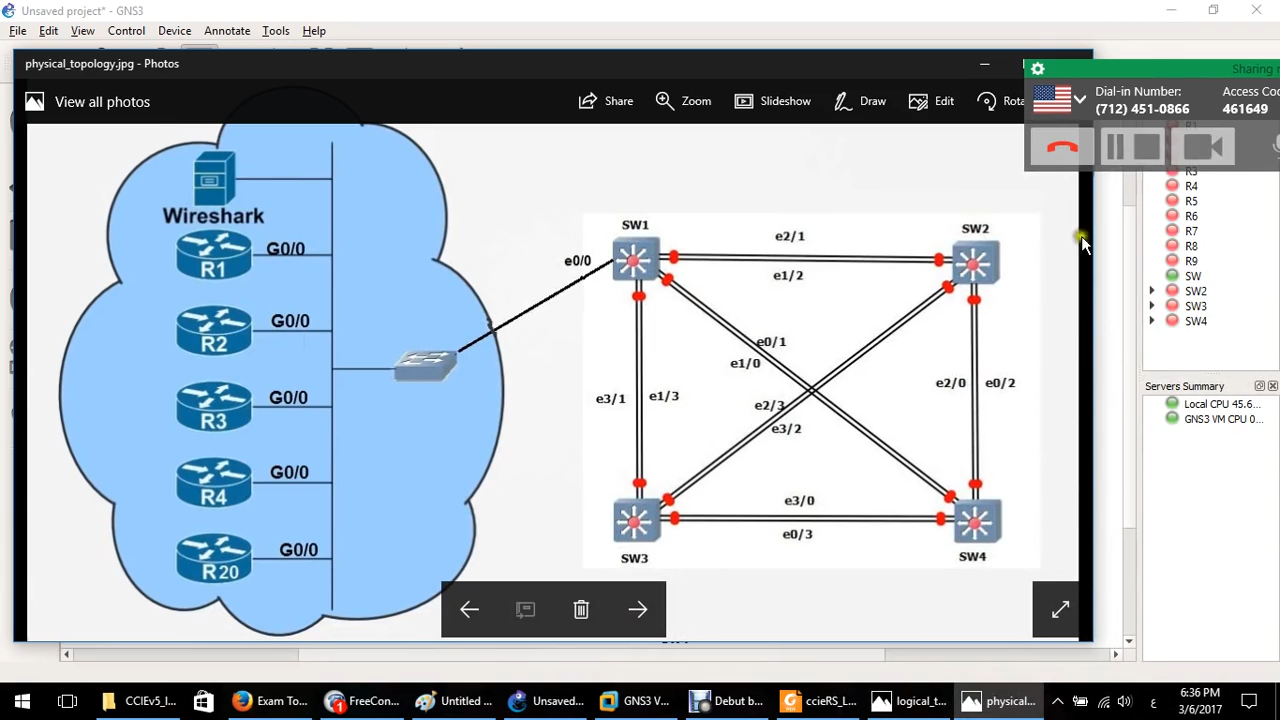 Unsaved project* - GNS3
File Edit View Control Device Annotate Tools Help
physical_topology.jpg - Photos
Sharing
View all photos
Share
Zoom
Slideshow
Draw
Edit
Dial-in Number:
(712) 451-0866
Access
461649
Wireshark
R1
G0/0
R2
G0/0
R3
G0/0
R4
G0/0
R20
G0/0
e0/0
SW1
SW2
SW3
SW4
e2/1
e1/2
e0/1
e1/0
e3/1
e1/3
e2/3
e3/2
e2/0
e0/2
e3/0
e0/3
R3
R4
R5
R6
R7
R8
R9
SW
SW2
SW3
SW4
Servers Summary
Local CPU 45.6...
GNS3 VM CPU 0...
CCIEv5_l...
Exam To...
FreeCon...
1
Untitled ...
Unsaved...
GNS3 V...
Debut b...
ccieRS_L...
logical_t...
physical...
ع
6:36 PM
3/6/2017